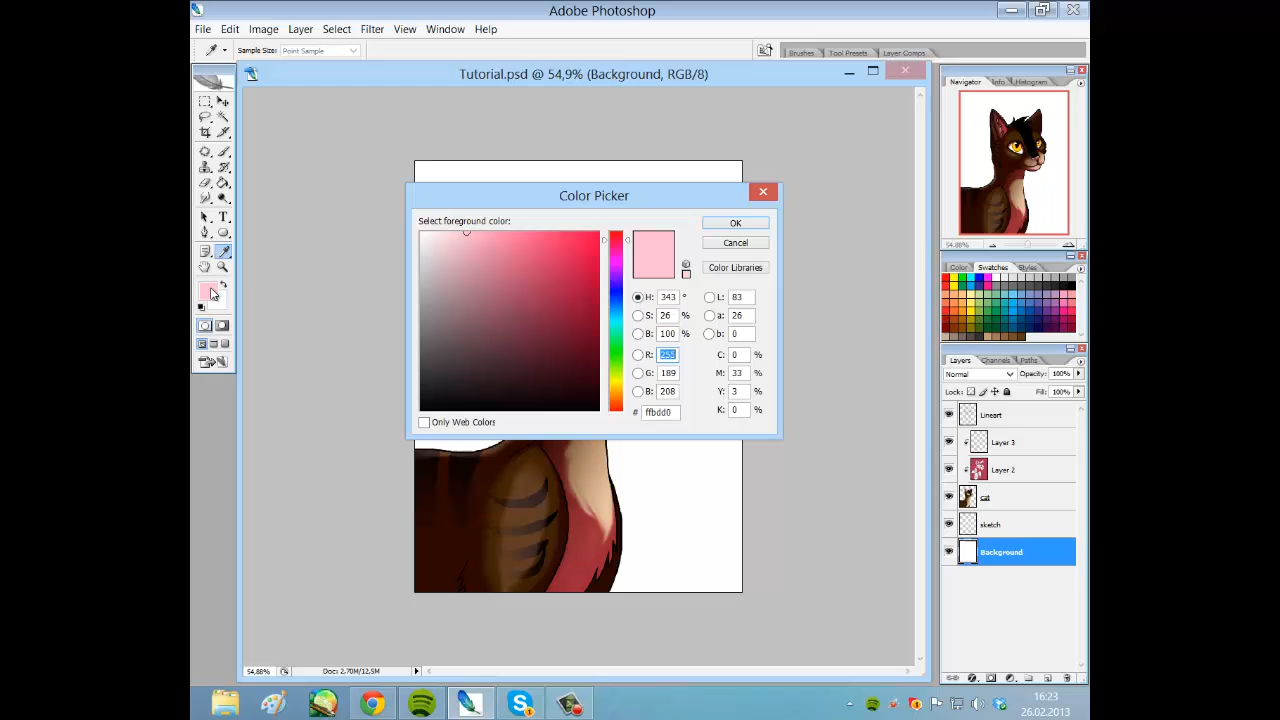 Adobe Photoshop
File Edit Image Layer Select Filter View Window Help
Sample Size: Point Sample
Brushes Tool Presets Layer Comps
Tutorial.psd @ 54,9% (Background, RGB/8)
Navigator Info Histogram
54.88%
Color Swatches Styles
Color Picker
Select foreground color:
OK
Cancel
Color Libraries
H: 343 °
S: 26 %
B: 100 %
R: 255
G: 189
B: 208
# ffbdd0
L: 83
a: 26
b: 0
C: 0 %
M: 33 %
Y: 3 %
K: 0 %
Only Web Colors
Layers Channels Paths
Normal Opacity: 100%
Lock: Fill: 100%
Lineart
Layer 3
Layer 2
cat
sketch
Background
54,88% Doc: 2,70M/12,5M
16:23
26.02.2013